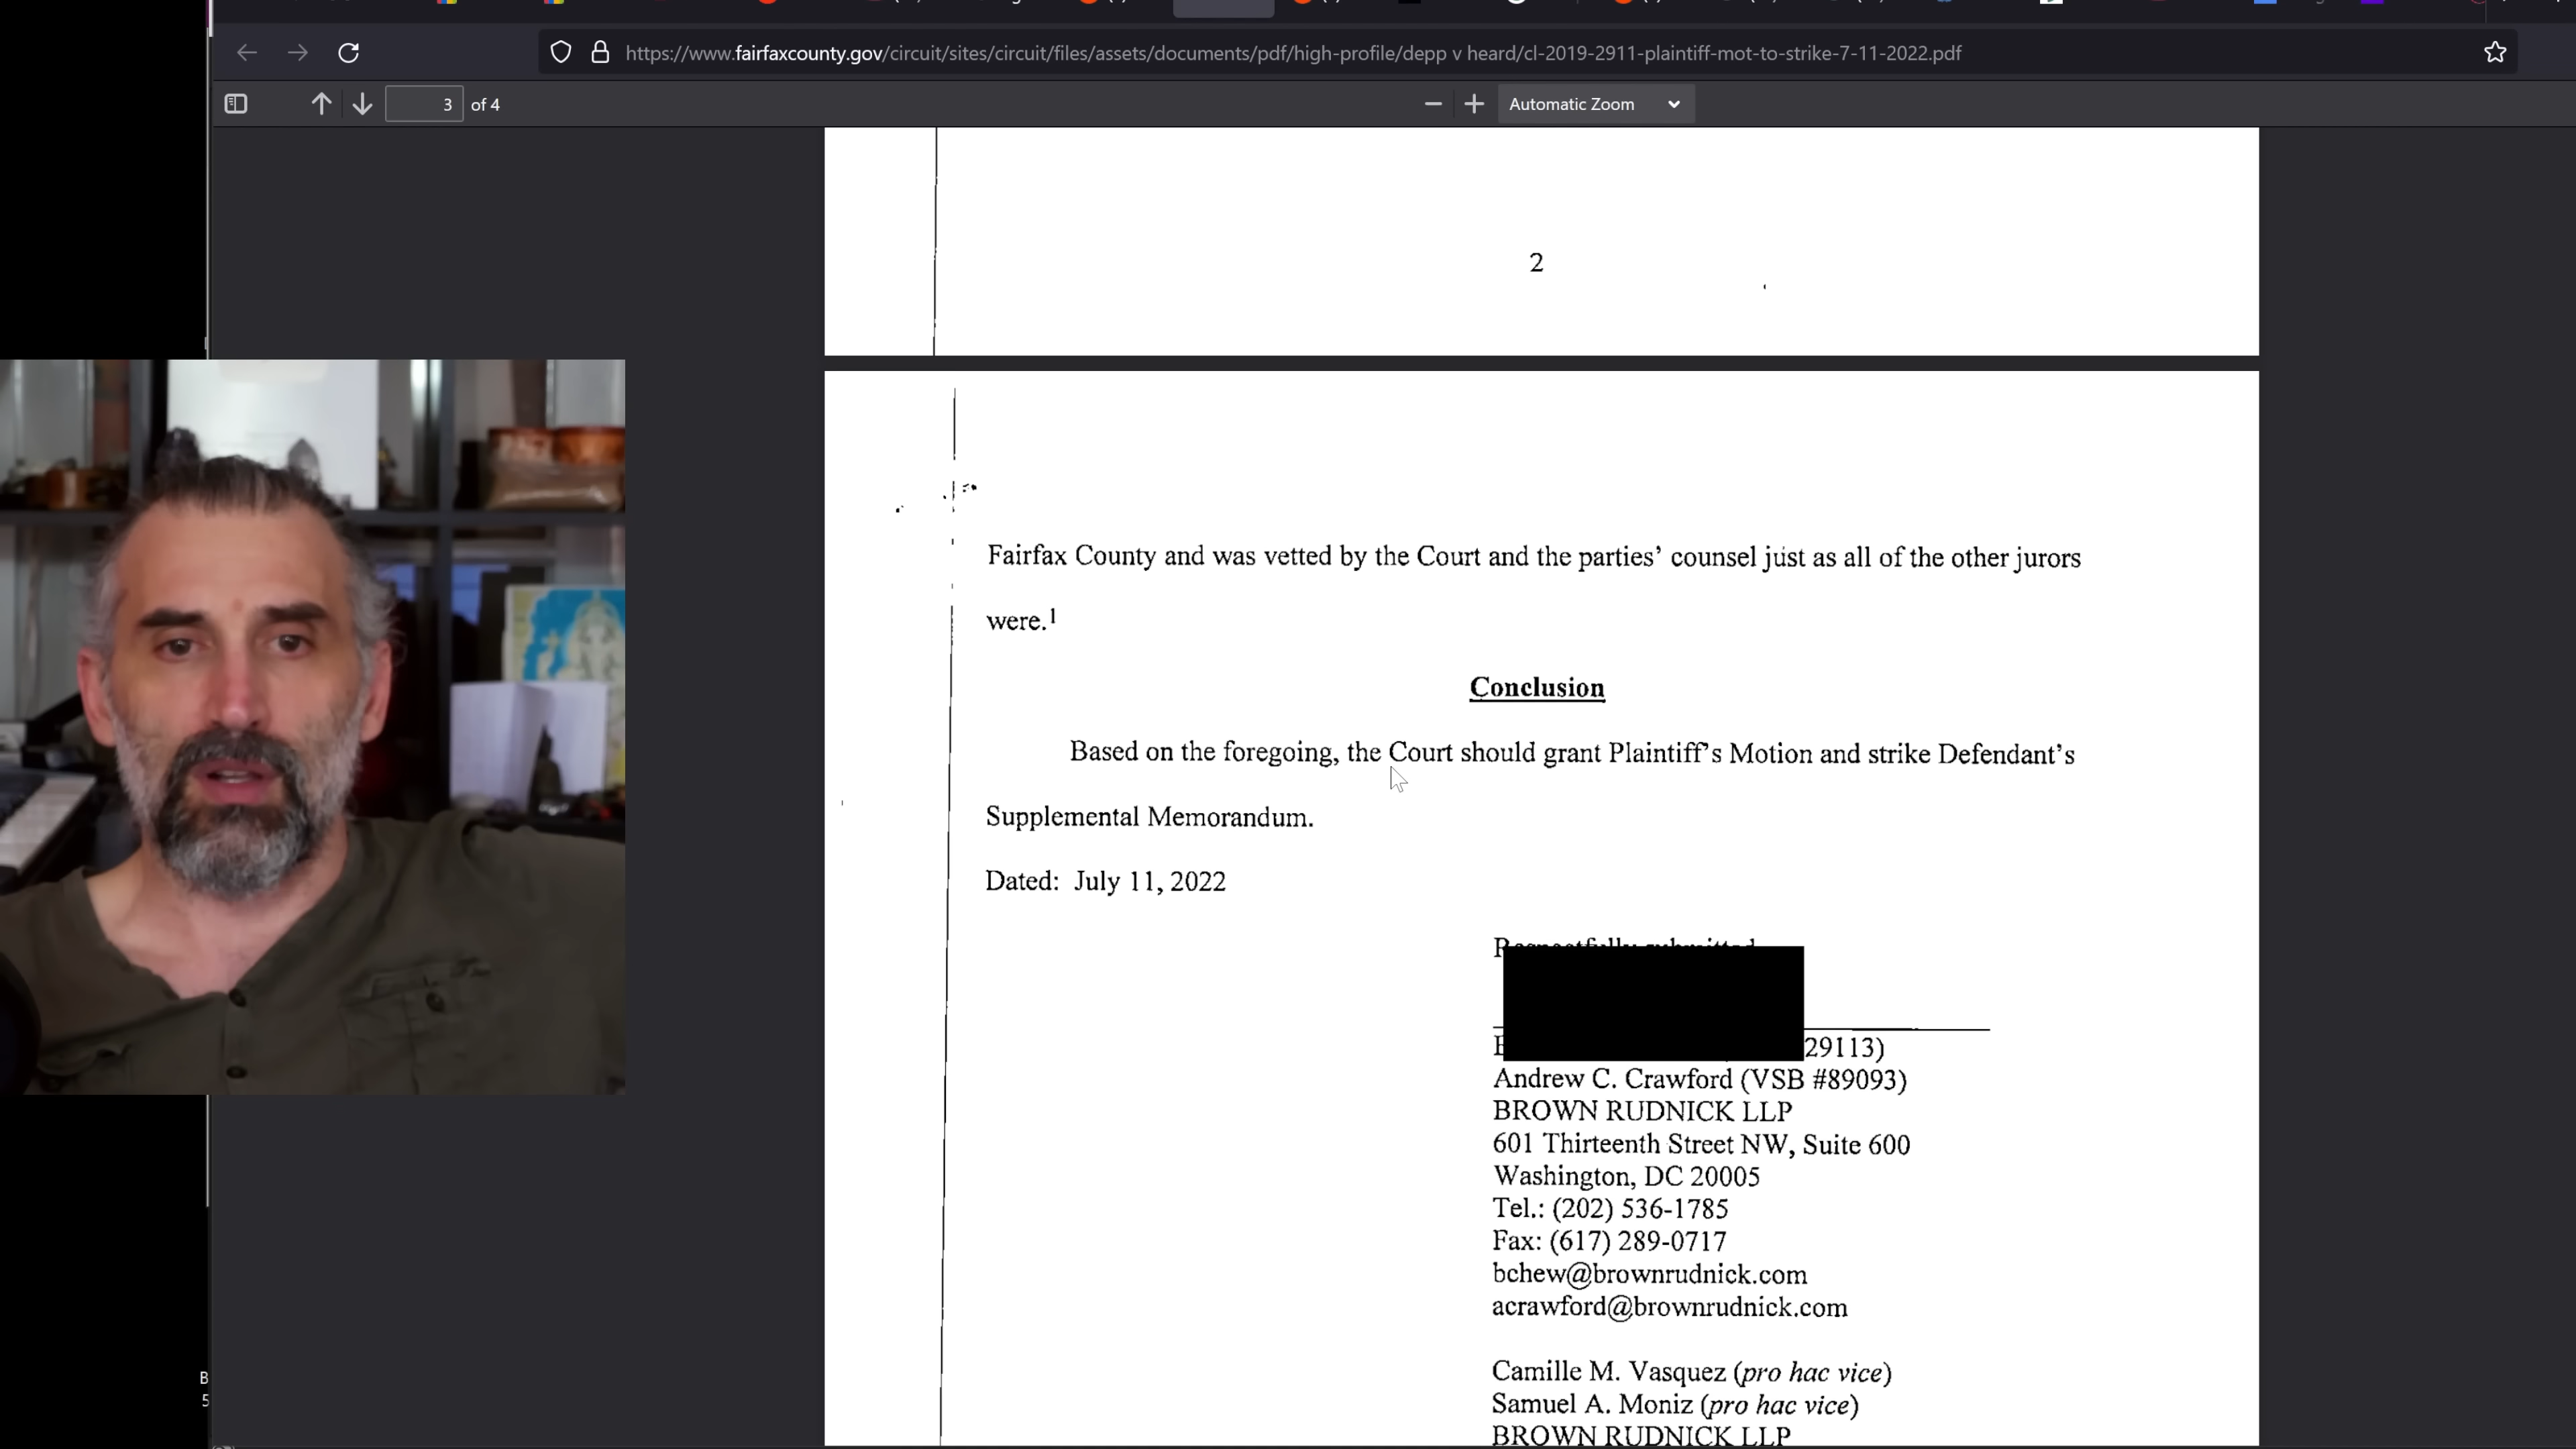 https://www.fairfaxcounty.gov/circuit/sites/circuit/files/assets/documents/pdf/high-profile/depp v heard/cl-2019-2911-plaintiff-mot-to-strike-7-11-2022.pdf
3 of 4
Automatic Zoom
2
Fairfax County and was vetted by the Court and the parties' counsel just as all of the other jurors
were.1
Conclusion
Based on the foregoing, the Court should grant Plaintiff's Motion and strike Defendant's
Supplemental Memorandum.
Dated: July 11, 2022
29113)
Andrew C. Crawford (VSB #89093)
BROWN RUDNICK LLP
601 Thirteenth Street NW, Suite 600
Washington, DC 20005
Tel.: (202) 536-1785
Fax: (617) 289-0717
bchew@brownrudnick.com
acrawford@brownrudnick.com
Camille M. Vasquez (pro hac vice)
Samuel A. Moniz (pro hac vice)
BROWN RUDNICK LLP
B
5